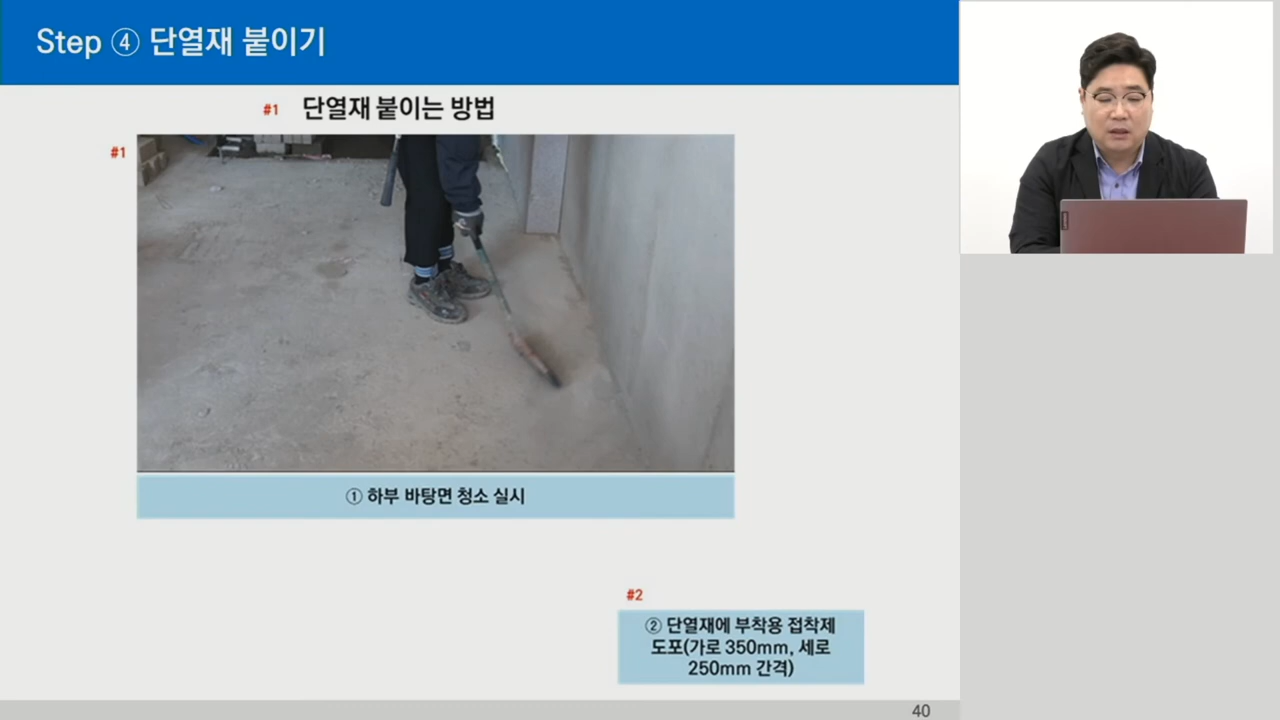 Step ④ 단열재 붙이기
#1 단열재 붙이는 방법
#1
① 하부 바탕면 청소 실시
#2
② 단열재에 부착용 접착제
도포(가로 350mm, 세로
250mm 간격)
40